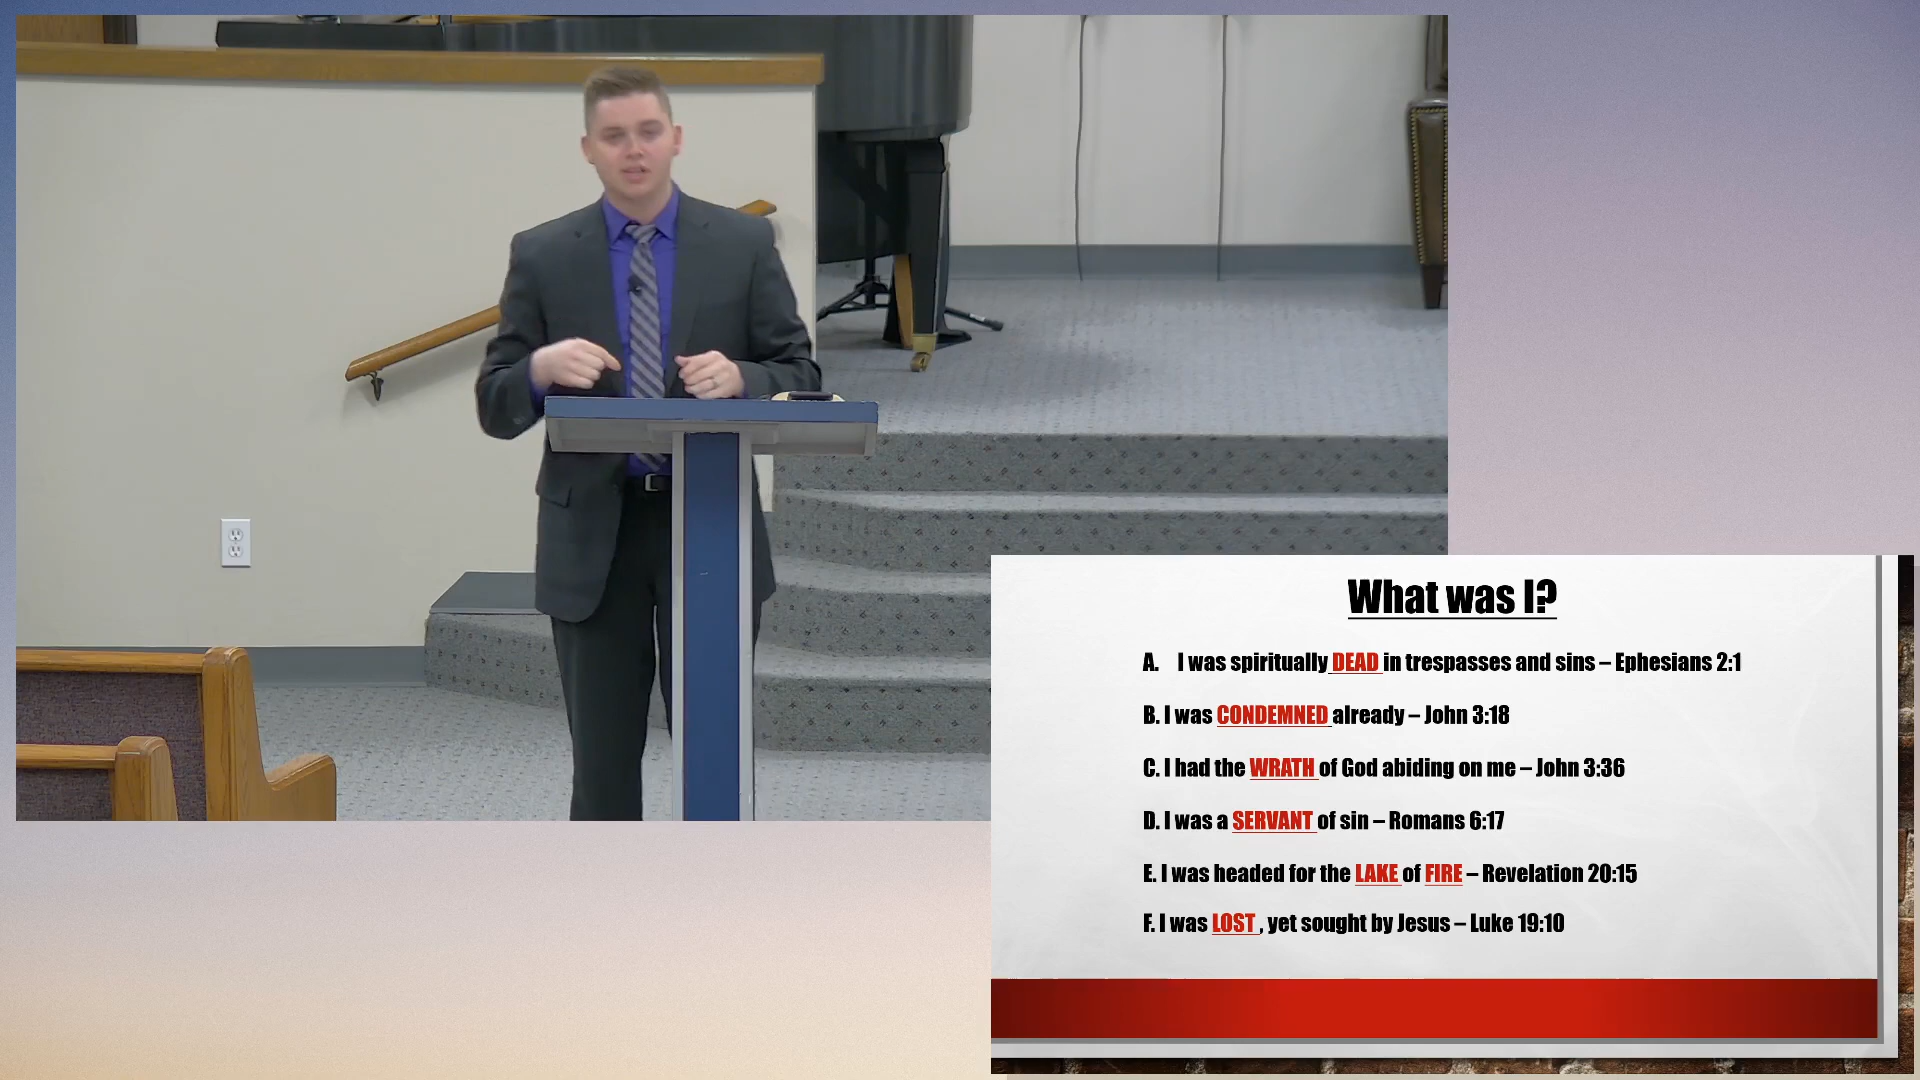 What was I?
A. I was spiritually DEAD in trespasses and sins – Ephesians 2:1
B. I was CONDEMNED already – John 3:18
C. I had the WRATH of God abiding on me – John 3:36
D. I was a SERVANT of sin – Romans 6:17
E. I was headed for the LAKE of FIRE – Revelation 20:15
F. I was LOST , yet sought by Jesus – Luke 19:10